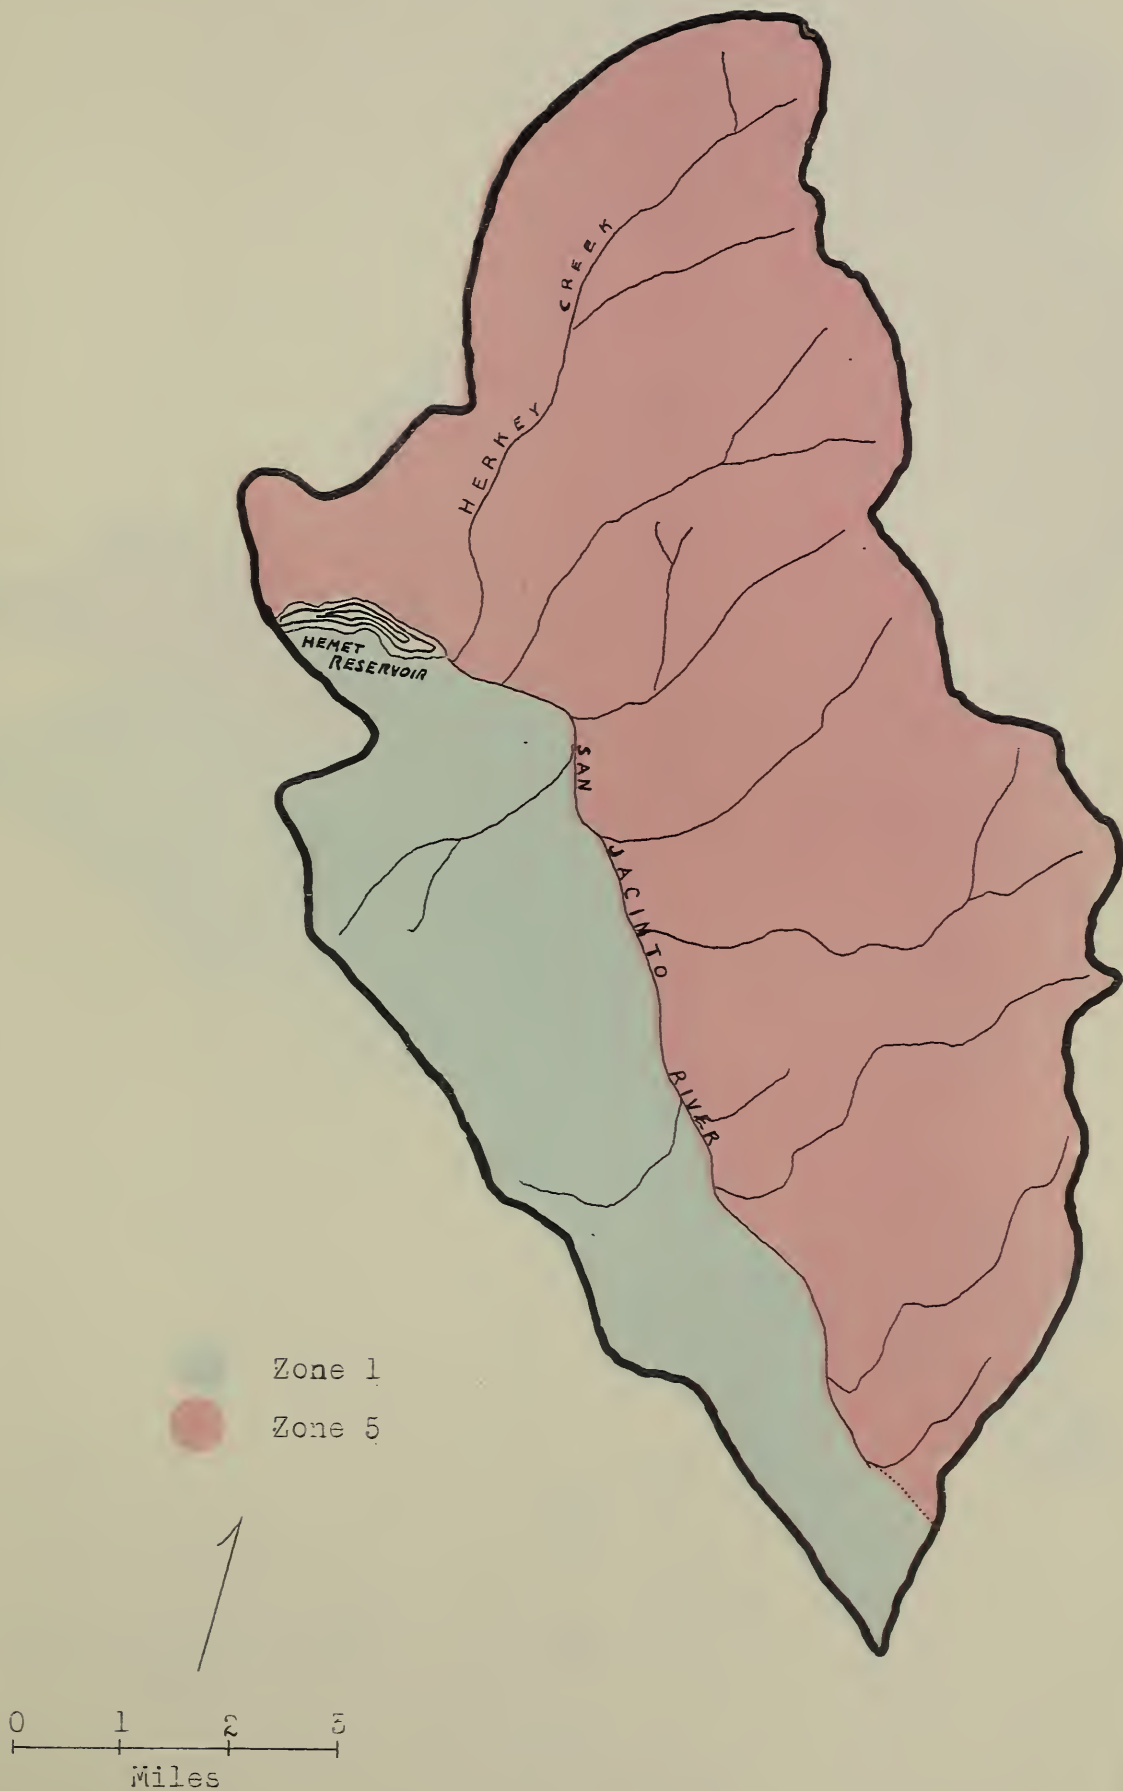 HERKEY CREEK
HEMET
RESERVOIR
SAN JACINTO RIVER
Zone 1
Zone 5
0 1 2 3
Miles